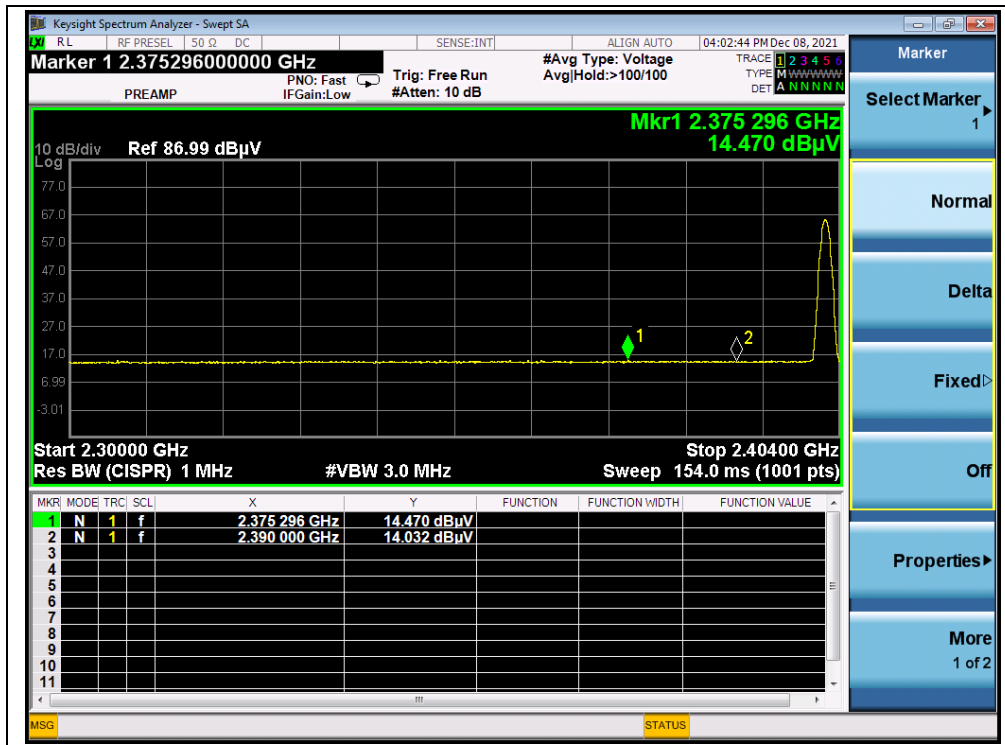 Keysight Spectrum Analyzer - Swept SA
LXI RL RF PRESEL 50 Ω DC SENSE:INT ALIGN AUTO 04:02:44 PM Dec 08, 2021
Marker 1 2.375296000000 GHz
PREAMP
PNO: Fast
IFGain:Low
Trig: Free Run
#Atten: 10 dB
#Avg Type: Voltage
Avg|Hold:>100/100
TRACE 1 2 3 4 5 6
TYPE M WWWWW
DET A N N N N N
Mkr1 2.375 296 GHz
14.470 dBµV
10 dB/div Ref 86.99 dBµV
Log
77.0
67.0
57.0
47.0
37.0
27.0
17.0
6.99
-3.01
1
2
Start 2.30000 GHz Stop 2.40400 GHz
Res BW (CISPR) 1 MHz #VBW 3.0 MHz Sweep 154.0 ms (1001 pts)
MKR MODE TRC SCL X Y FUNCTION FUNCTION WIDTH FUNCTION VALUE
1 N 1 f 2.375 296 GHz 14.470 dBµV
2 N 1 f 2.390 000 GHz 14.032 dBµV
3
4
5
6
7
8
9
10
11
MSG STATUS
Marker
Select Marker
1
Normal
Delta
Fixed
Off
Properties
More
1 of 2